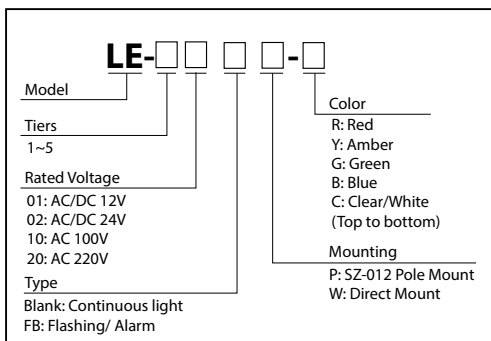 LE-□□ □ □-□
Model
Tiers
1~5
Rated Voltage
01: AC/DC 12V
02: AC/DC 24V
10: AC 100V
20: AC 220V
Type
Blank: Continuous light
FB: Flashing/ Alarm
Color
R: Red
Y: Amber
G: Green
B: Blue
C: Clear/White
(Top to bottom)
Mounting
P: SZ-012 Pole Mount
W: Direct Mount